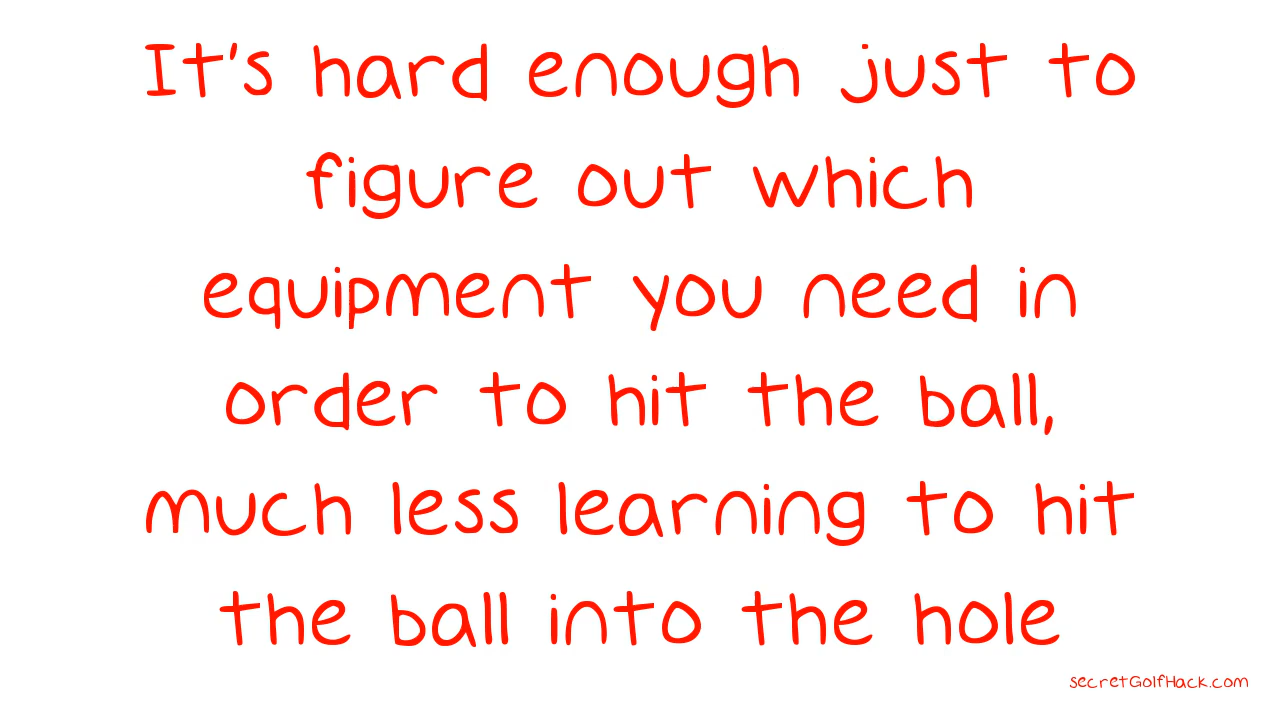 It's hard enough just to
figure out which
equipment you need in
order to hit the ball,
much less learning to hit
the ball into the hole
secretGolfHack.com